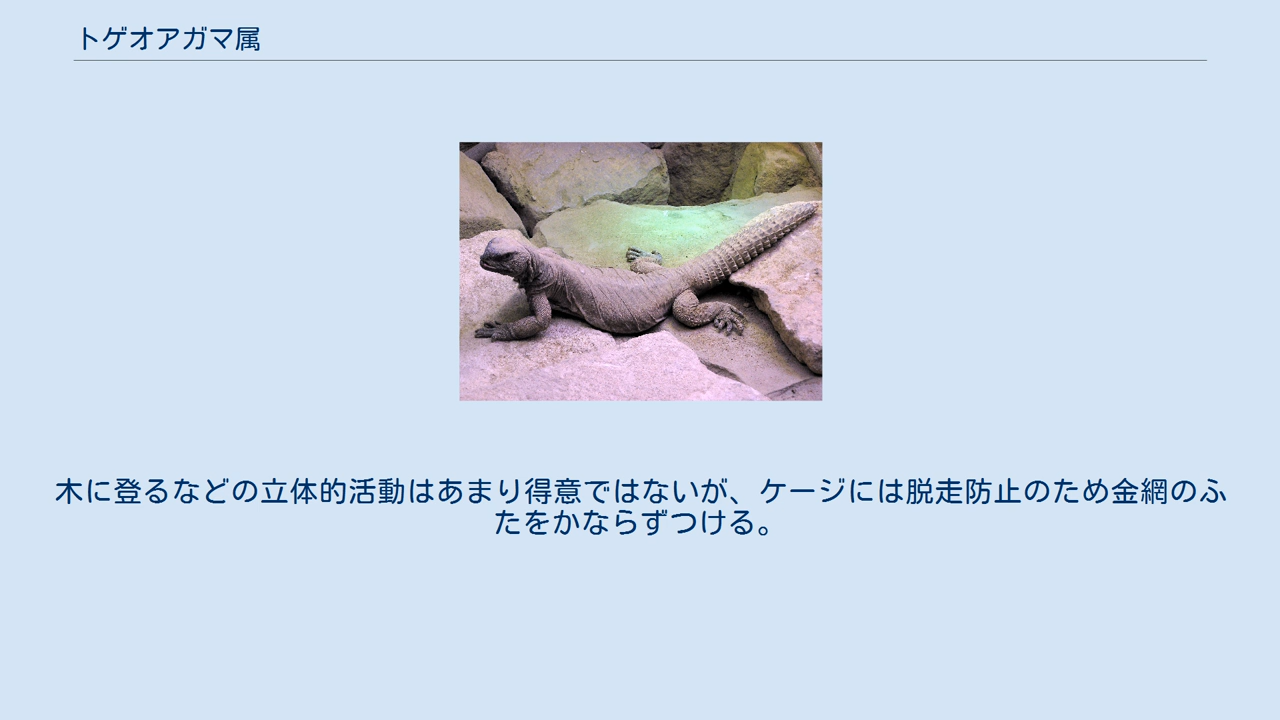 トゲオアガマ属
木に登るなどの立体的活動はあまり得意ではないが、ケージには脱走防止のため金網のふ
たをかならずつける。